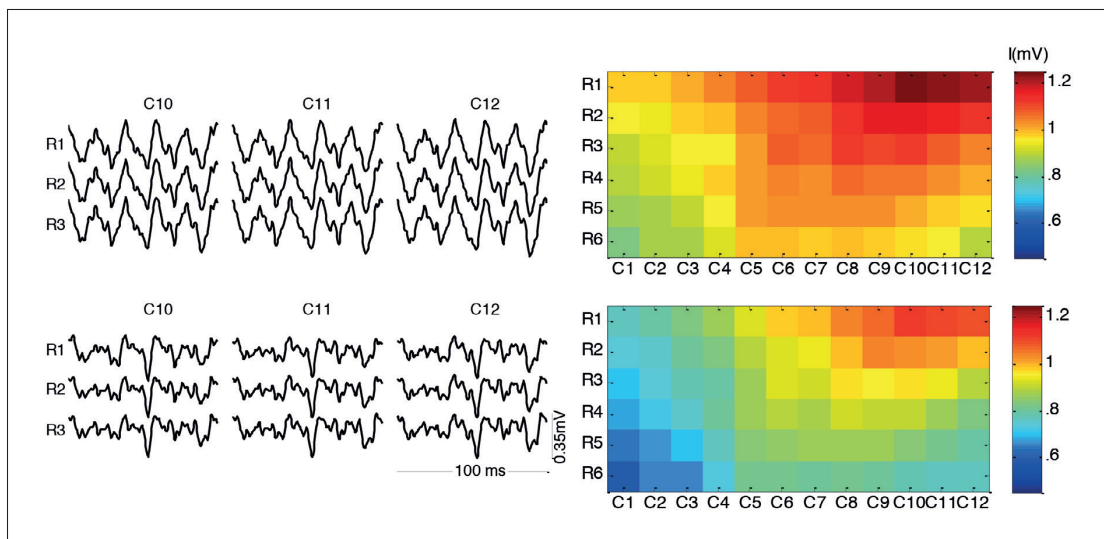 C10 C11 C12
R1
R2
R3
I(mV)
R1
R2
R3
R4
R5
R6
C1 C2 C3 C4 C5 C6 C7 C8 C9 C10 C11 C12
1.2
1
.8
.6
C10 C11 C12
R1
R2
R3
0.35mV
100 ms
R1
R2
R3
R4
R5
R6
C1 C2 C3 C4 C5 C6 C7 C8 C9 C10 C11 C12
1.2
1
.8
.6